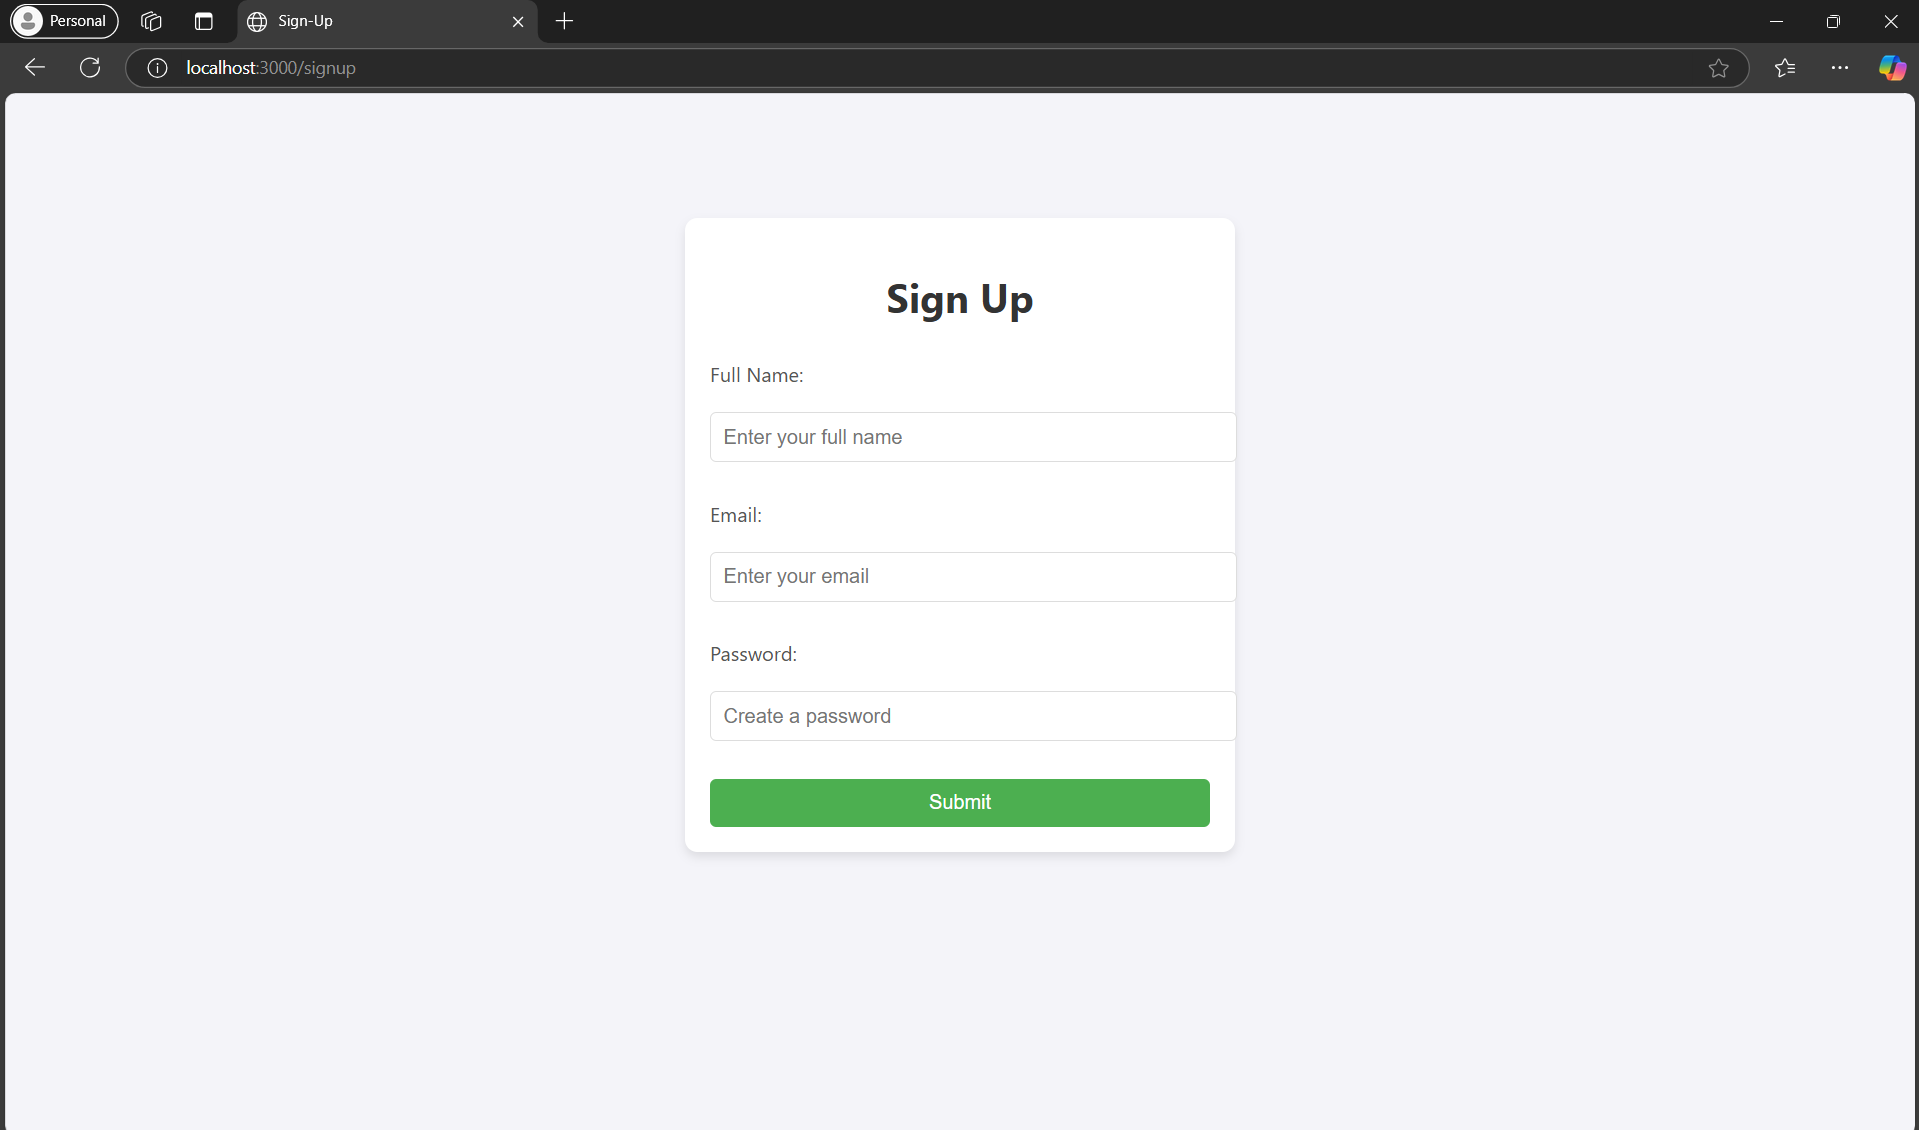 Personal
Sign-Up
localhost:3000/signup
Sign Up
Full Name:
Enter your full name
Email:
Enter your email
Password:
Create a password
Submit